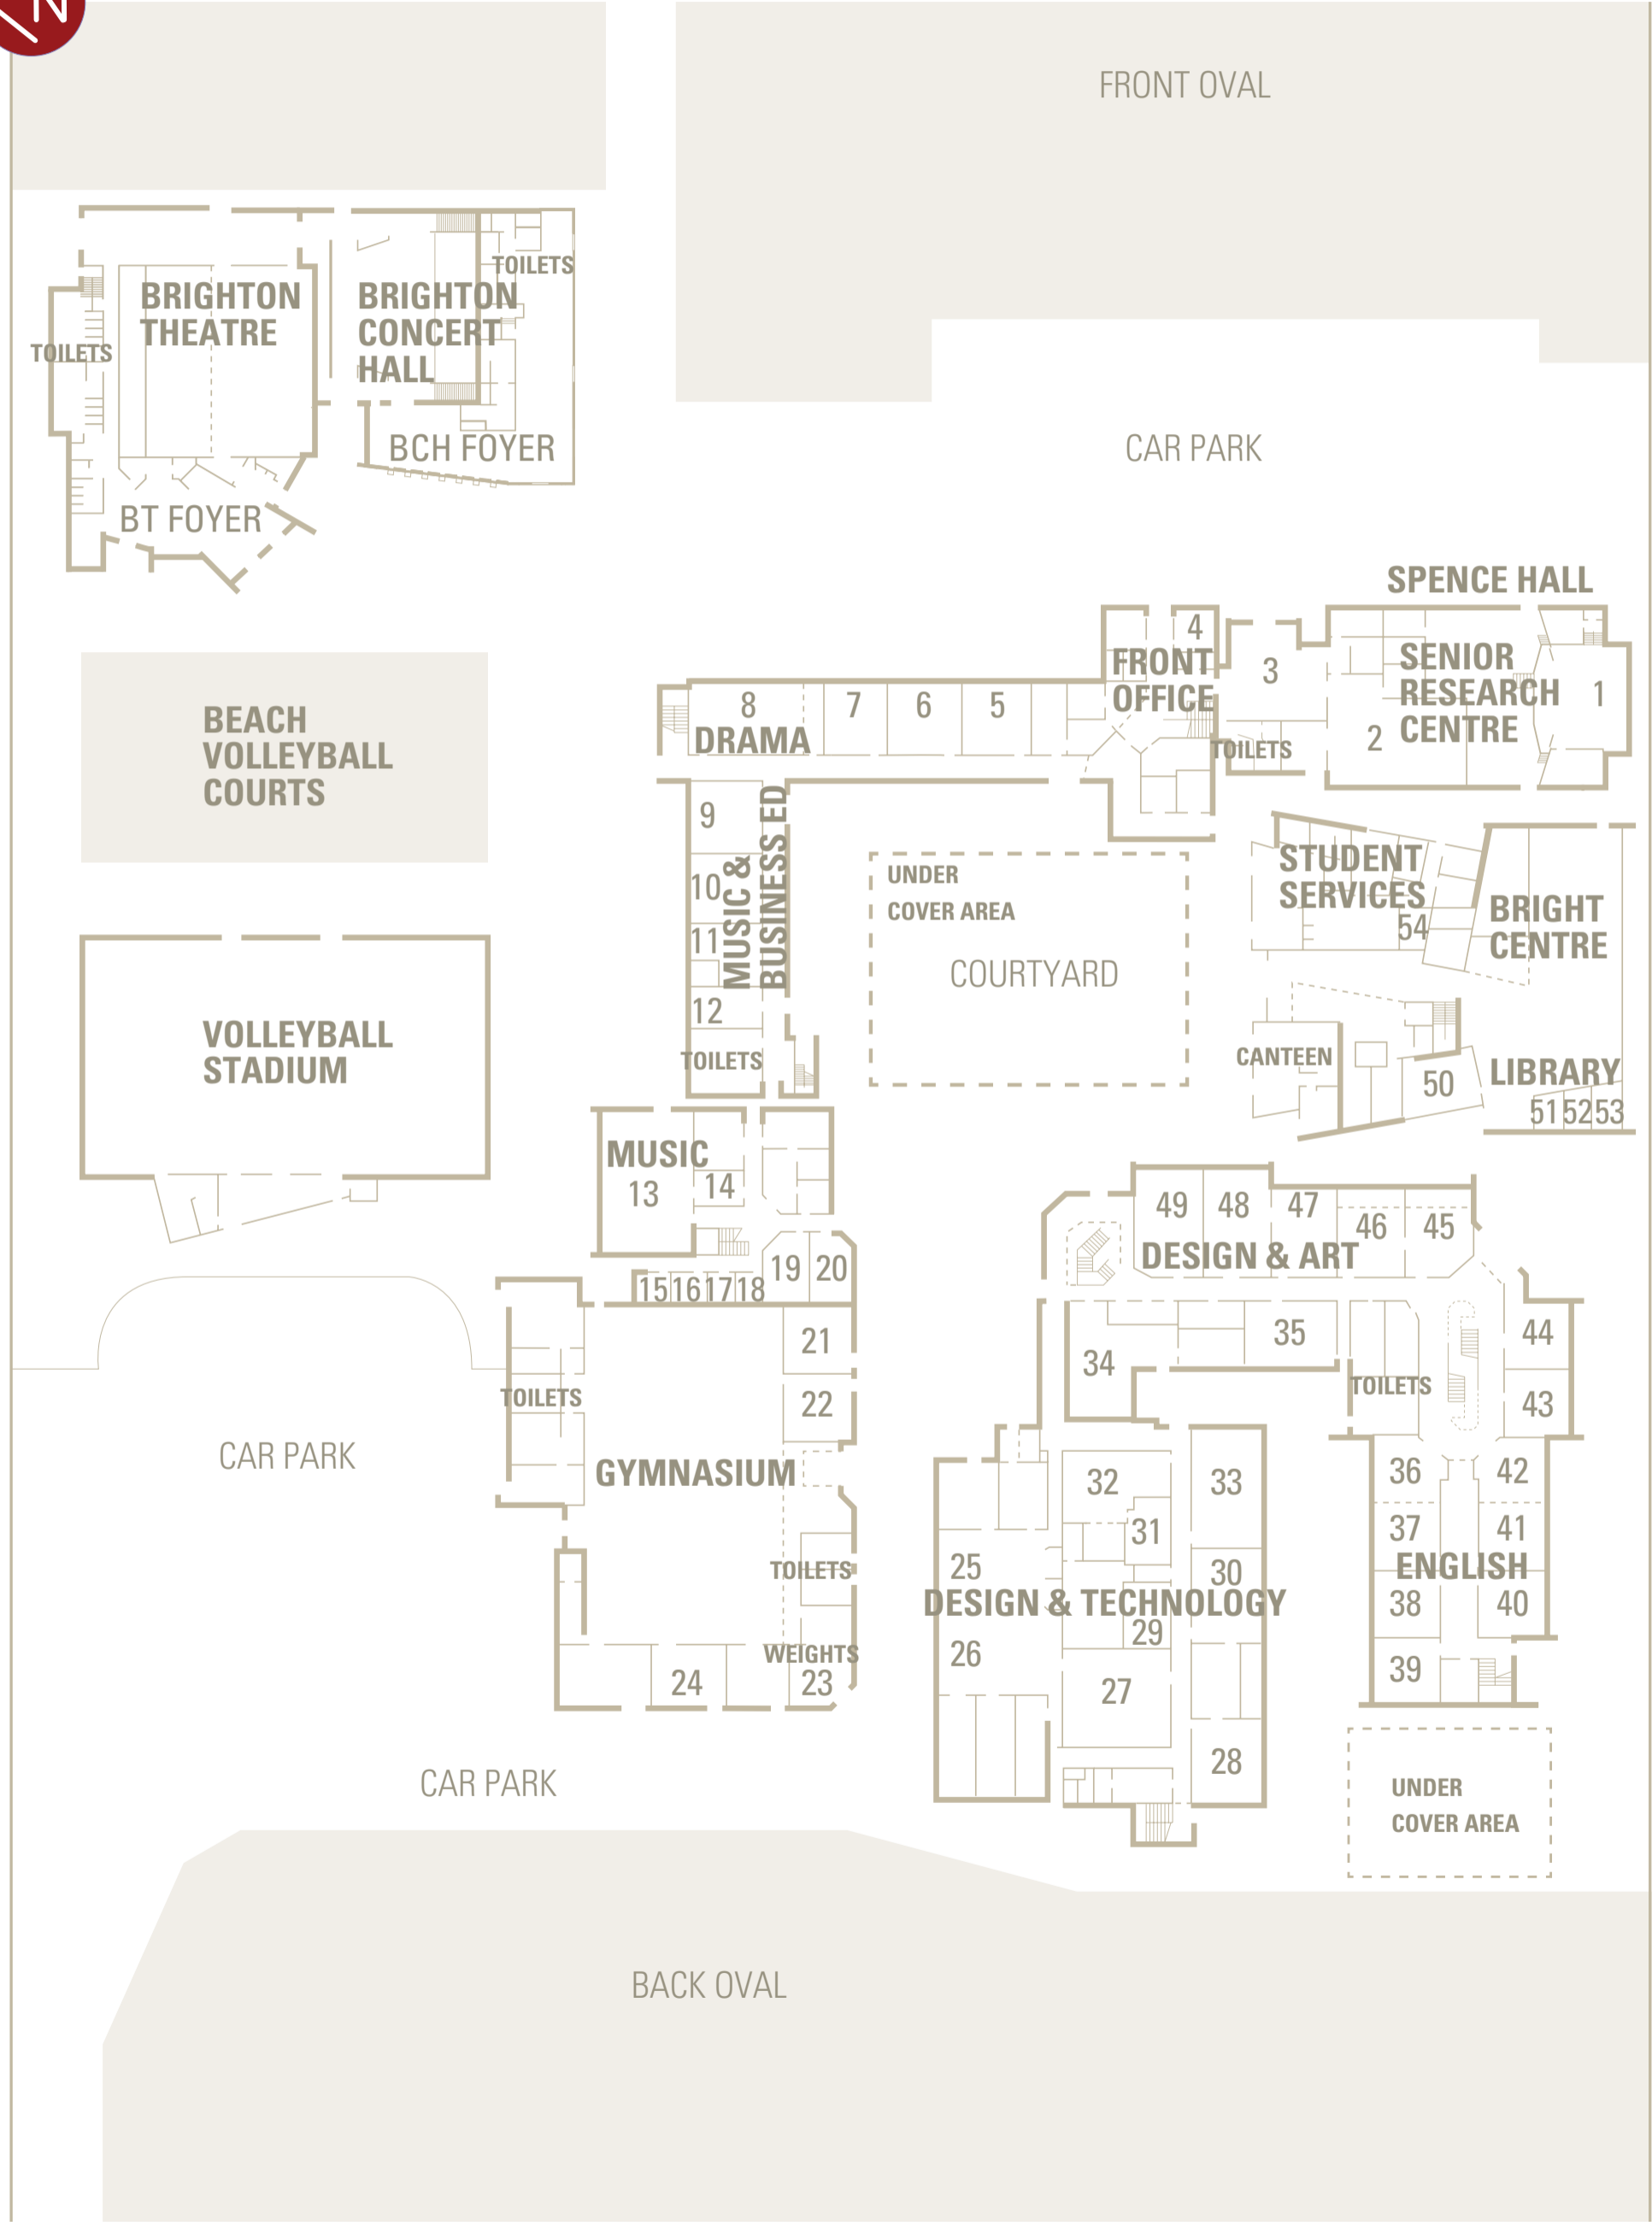 N
FRONT OVAL
TOILETS
BRIGHTON
THEATRE
BRIGHTON
CONCERT
HALL
TOILETS
BCH FOYER
CAR PARK
BT FOYER
SPENCE HALL
4
FRONT
OFFICE
3
SENIOR
RESEARCH
CENTRE
1
2
TOILETS
8
DRAMA
7
6
5
BEACH
VOLLEYBALL
COURTS
9
10
11
12
MUSIC &
BUSINESS ED
TOILETS
UNDER
COVER AREA
COURTYARD
STUDENT
SERVICES
54
BRIGHT
CENTRE
CANTEEN
50
LIBRARY
51 52 53
VOLLEYBALL
STADIUM
MUSIC
13
14
15 16 17 18
19
20
49
48
47
46
45
DESIGN & ART
21
22
TOILETS
GYMNASIUM
CAR PARK
34
35
TOILETS
44
43
32
33
31
25
30
DESIGN & TECHNOLOGY
29
26
27
28
36
42
37
41
ENGLISH
38
40
39
TOILETS
WEIGHTS
24
23
CAR PARK
UNDER
COVER AREA
BACK OVAL